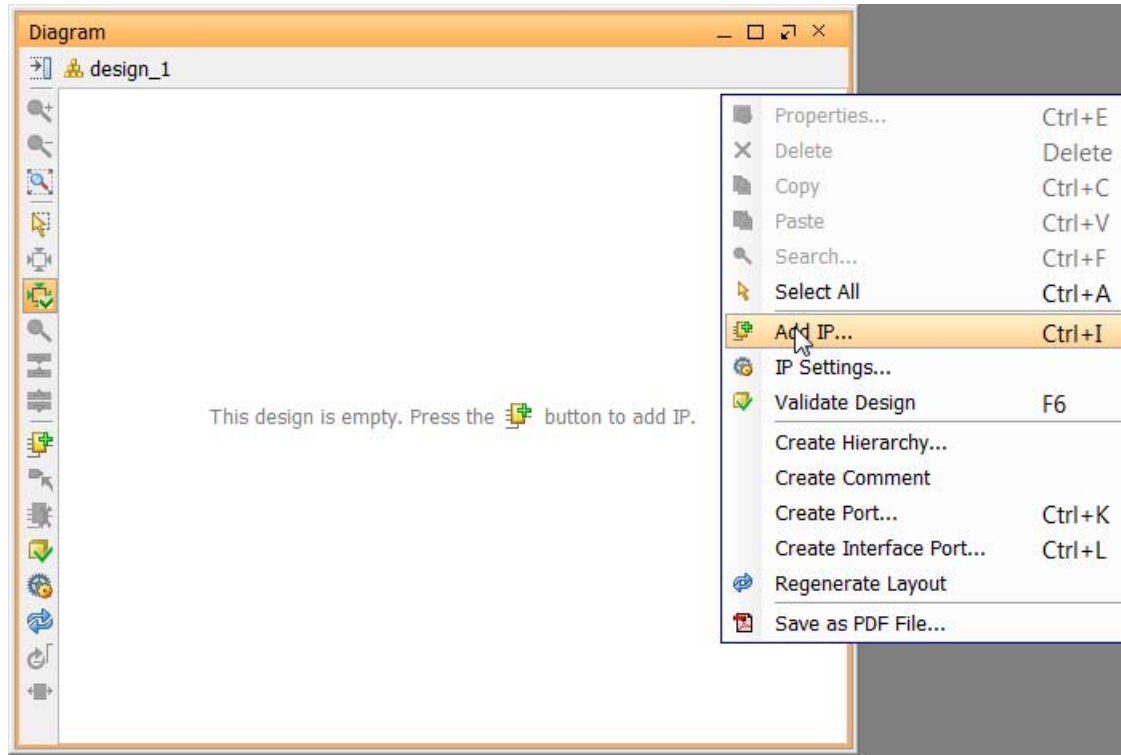 Diagram
design_1
This design is empty. Press the button to add IP.
Properties... Ctrl+E
Delete Delete
Copy Ctrl+C
Paste Ctrl+V
Search... Ctrl+F
Select All Ctrl+A
Add IP... Ctrl+I
IP Settings...
Validate Design F6
Create Hierarchy...
Create Comment
Create Port... Ctrl+K
Create Interface Port... Ctrl+L
Regenerate Layout
Save as PDF File...